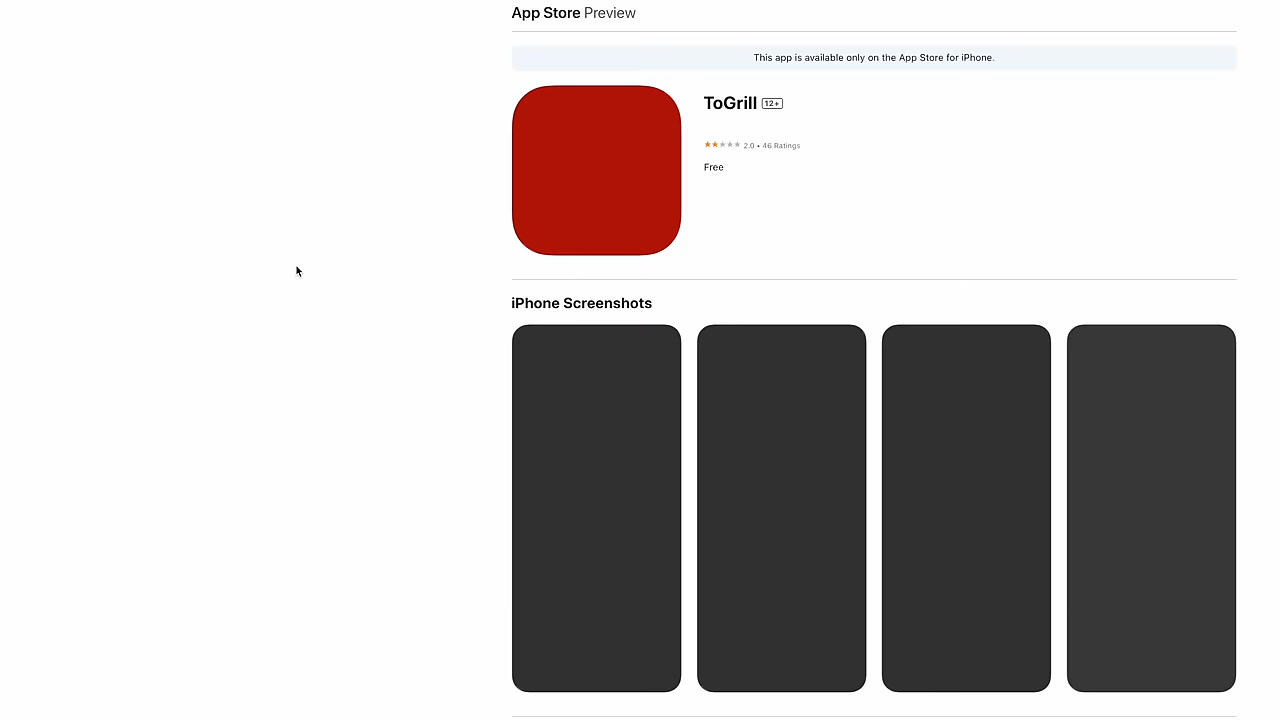 App Store Preview
This app is available only on the App Store for iPhone.
ToGrill 12+
★★★★★ 2.0 • 46 Ratings
Free
iPhone Screenshots